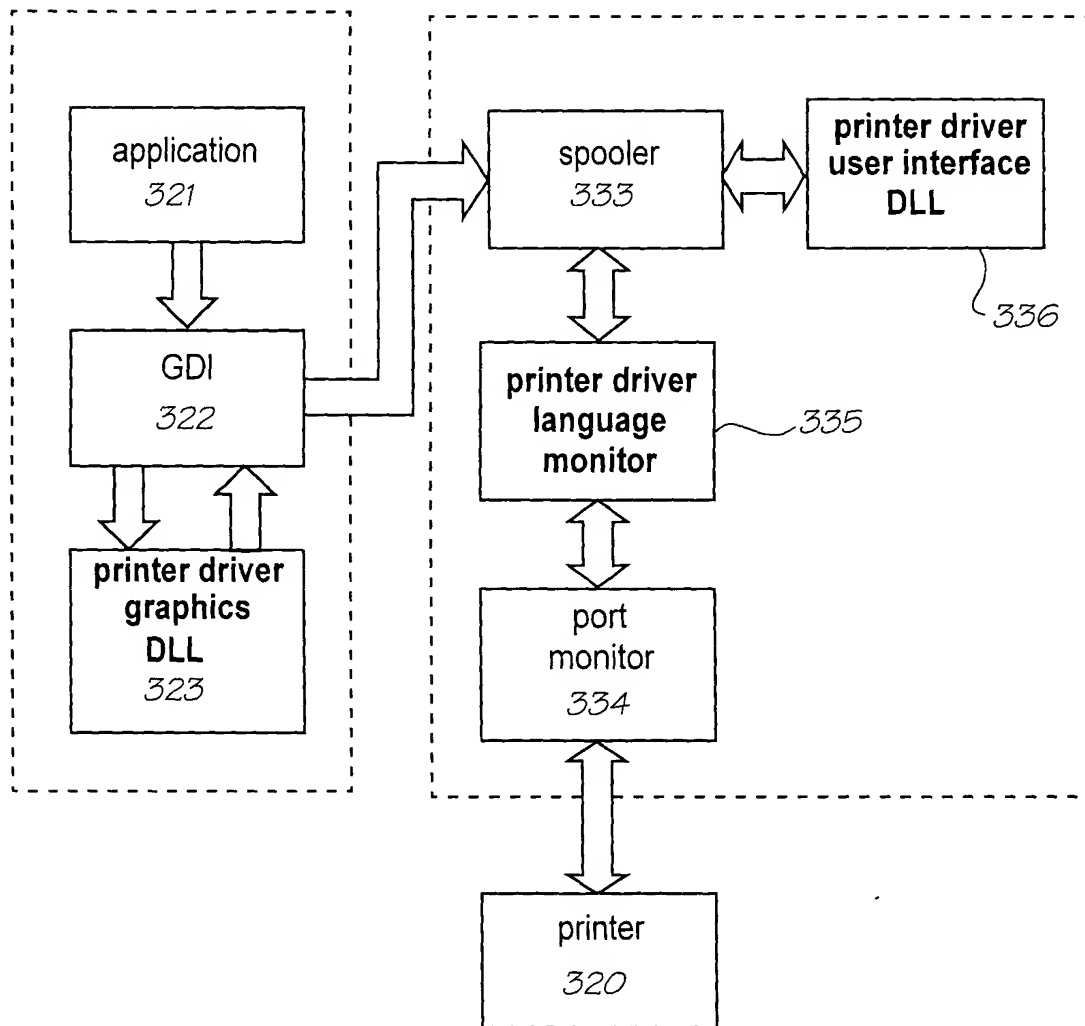 application
321
GDI
322
printer driver
graphics
DLL
323
spooler
333
printer driver
user interface
DLL
336
printer driver
language
monitor
335
port
monitor
334
printer
320